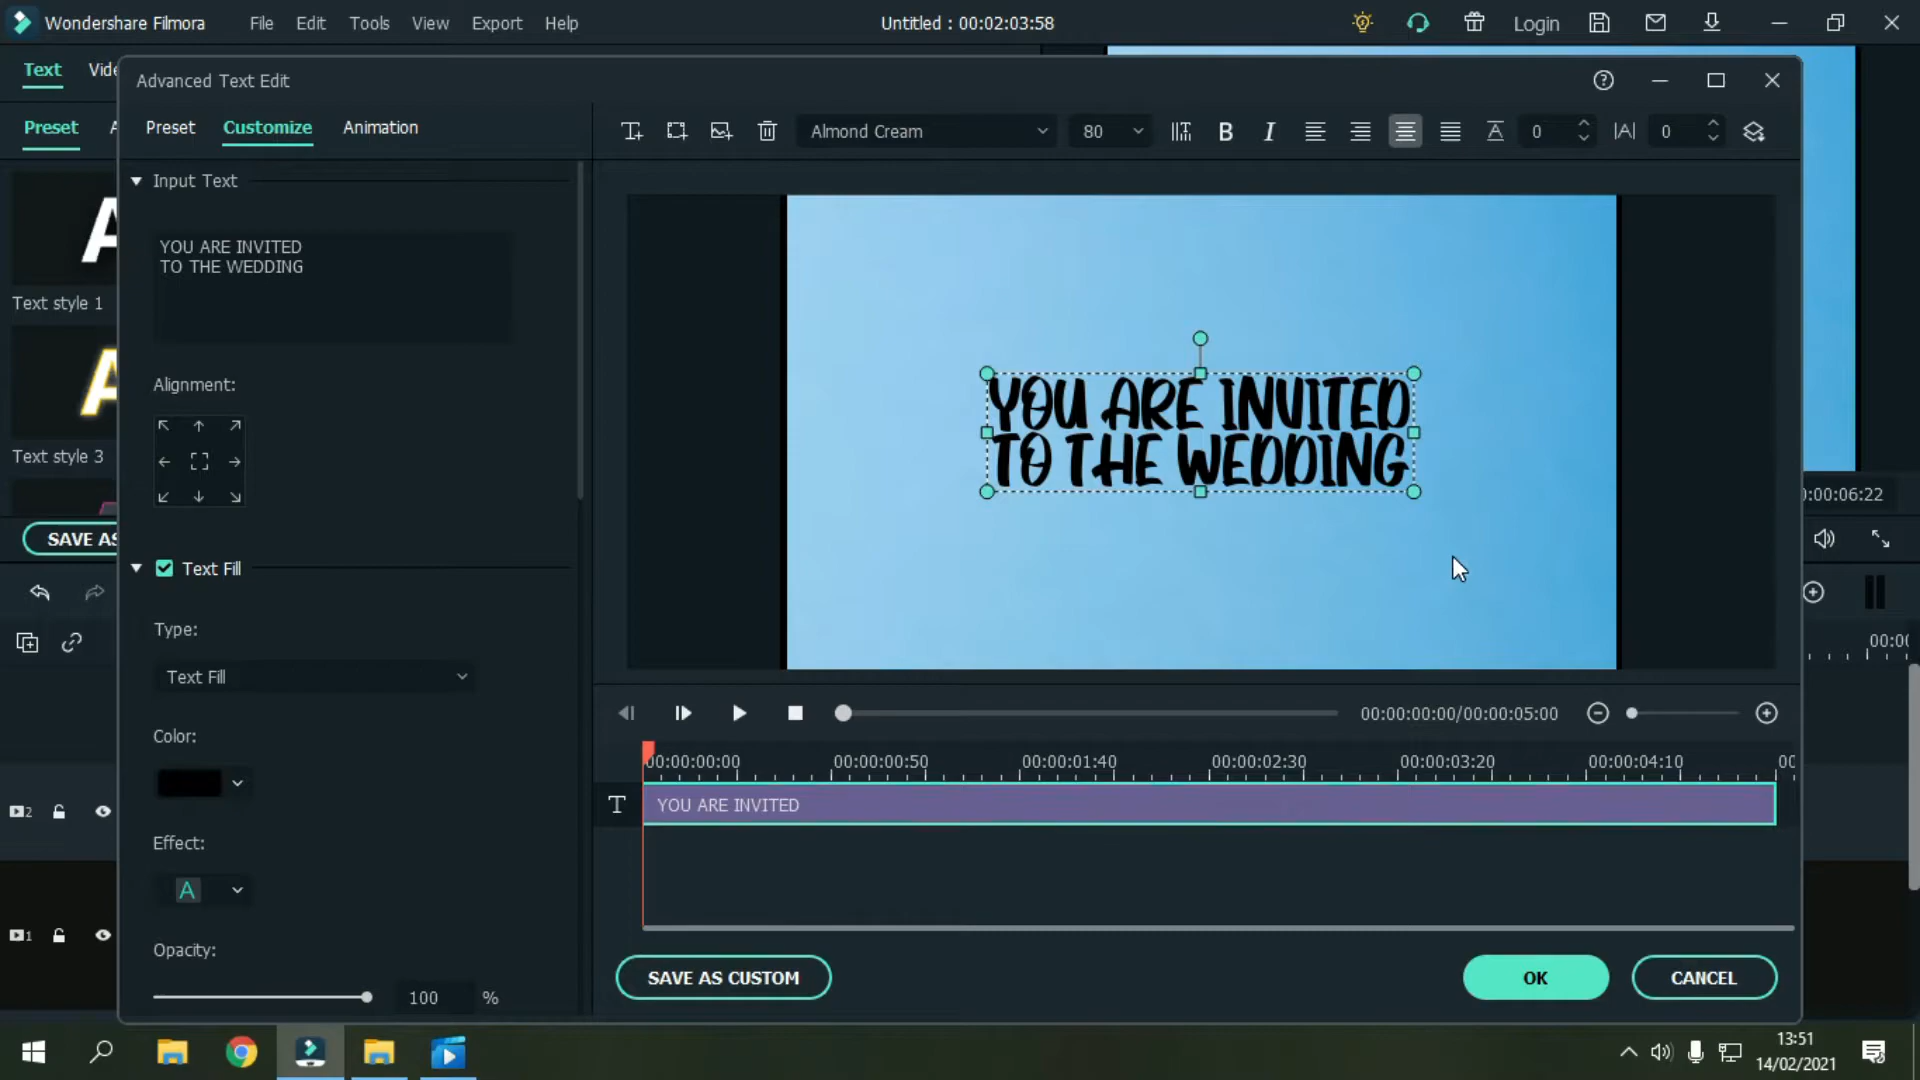 Wondershare Filmora File Edit Tools View Export Help Untitled : 00:02:03:58 Login
Text
Advanced Text Edit
Preset
Preset Customize Animation
Almond Cream 80 B I 0 0
Input Text
YOU ARE INVITED
TO THE WEDDING
Text style 1
Alignment:
YOU ARE INVITED
TO THE WEDDING
Text style 3
SAVE AS
Text Fill
Type:
Text Fill
Color:
00:00:00:00/00:00:05:00
00:00:00:00 00:00:00:50 00:00:01:40 00:00:02:30 00:00:03:20 00:00:04:10
T YOU ARE INVITED
2
Effect:
A
1
Opacity:
100 %
SAVE AS CUSTOM OK CANCEL
13:51
14/02/2021